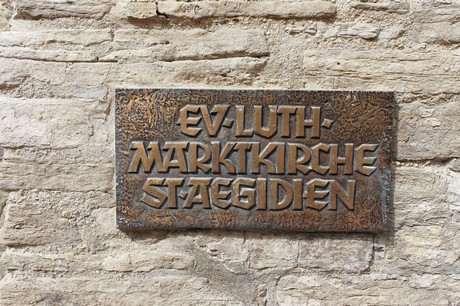 EV·LUTH·
MARKTKIRCHE
ST.AEGIDIEN